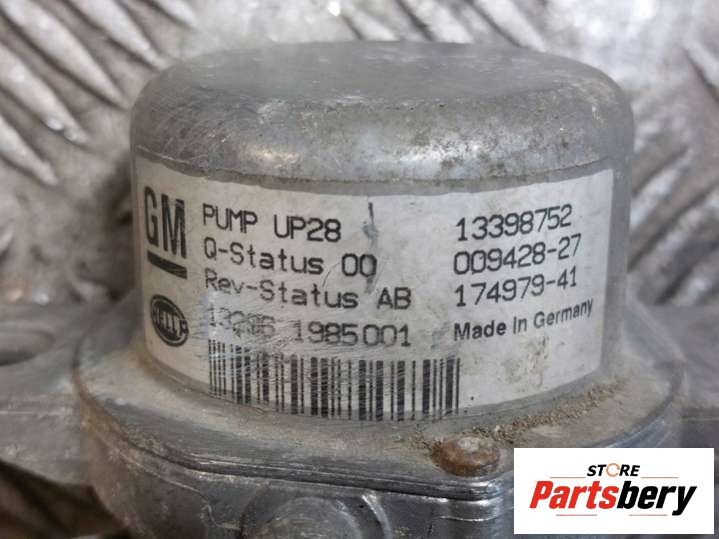 GM
PUMP UP28 13398752
Q-Status 00 009428-27
Rev-Status AB 174979-41
1985001 Made in Germany
HELLA
STORE
Partsbery